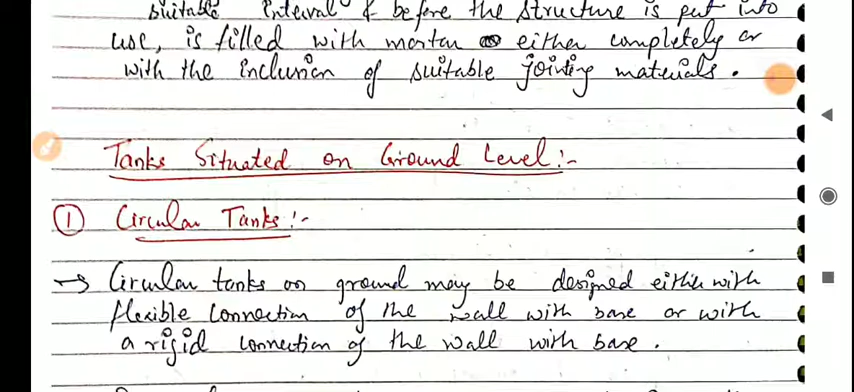 suitable interval & before the structure is put into
use, is filled with mortar either completely or
with the inclusion of suitable jointing materials.
Tanks Situated on Ground Level:-
① Circular Tanks:-
→ Circular tanks on ground may be designed either with
flexible connection of the wall with base or with
a rigid connection of the wall with base.